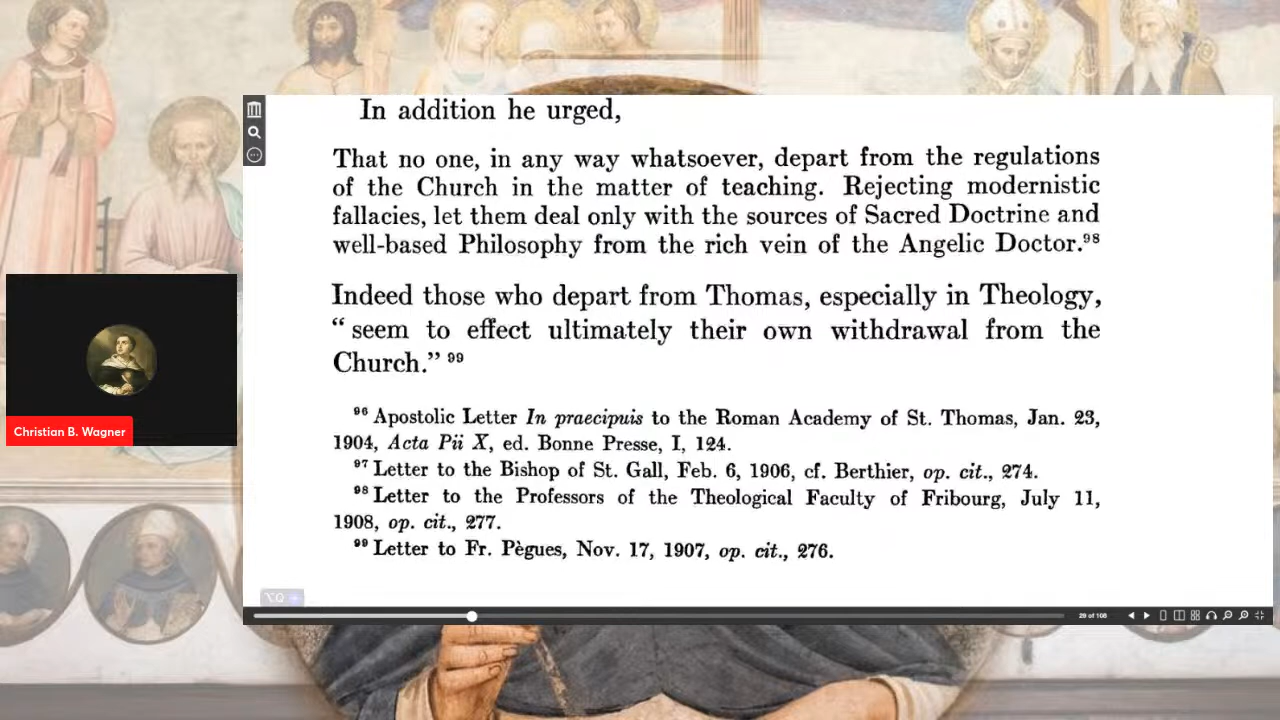 In addition he urged,
That no one, in any way whatsoever, depart from the regulations
of the Church in the matter of teaching. Rejecting modernistic
fallacies, let them deal only with the sources of Sacred Doctrine and
well-based Philosophy from the rich vein of the Angelic Doctor.⁹⁸
Indeed those who depart from Thomas, especially in Theology,
“ seem to effect ultimately their own withdrawal from the
Church.” ⁹⁹
⁹⁶ Apostolic Letter In praecipuis to the Roman Academy of St. Thomas, Jan. 23,
1904, Acta Pii X, ed. Bonne Presse, I, 124.
⁹⁷ Letter to the Bishop of St. Gall, Feb. 6, 1906, cf. Berthier, op. cit., 274.
⁹⁸ Letter to the Professors of the Theological Faculty of Fribourg, July 11,
1908, op. cit., 277.
⁹⁹ Letter to Fr. Pègues, Nov. 17, 1907, op. cit., 276.
Christian B. Wagner
29 of 108